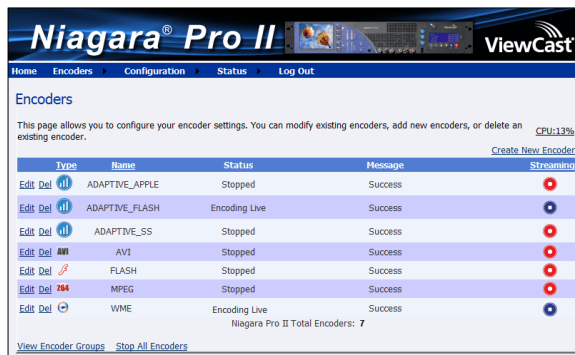 Niagara® Pro II
ViewCast
Home Encoders Configuration Status Log Out
Encoders
This page allows you to configure your encoder settings. You can modify existing encoders, add new encoders, or delete an
existing encoder.
CPU:13%
Create New Encoder
Type Name Status Message Streaming
Edit Del ADAPTIVE_APPLE Stopped Success
Edit Del ADAPTIVE_FLASH Encoding Live Success
Edit Del ADAPTIVE_SS Stopped Success
Edit Del AVI AVI Stopped Success
Edit Del FLASH Stopped Success
Edit Del 264 MPEG Stopped Success
Edit Del WME Encoding Live Success
Niagara Pro II Total Encoders: 7
View Encoder Groups Stop All Encoders